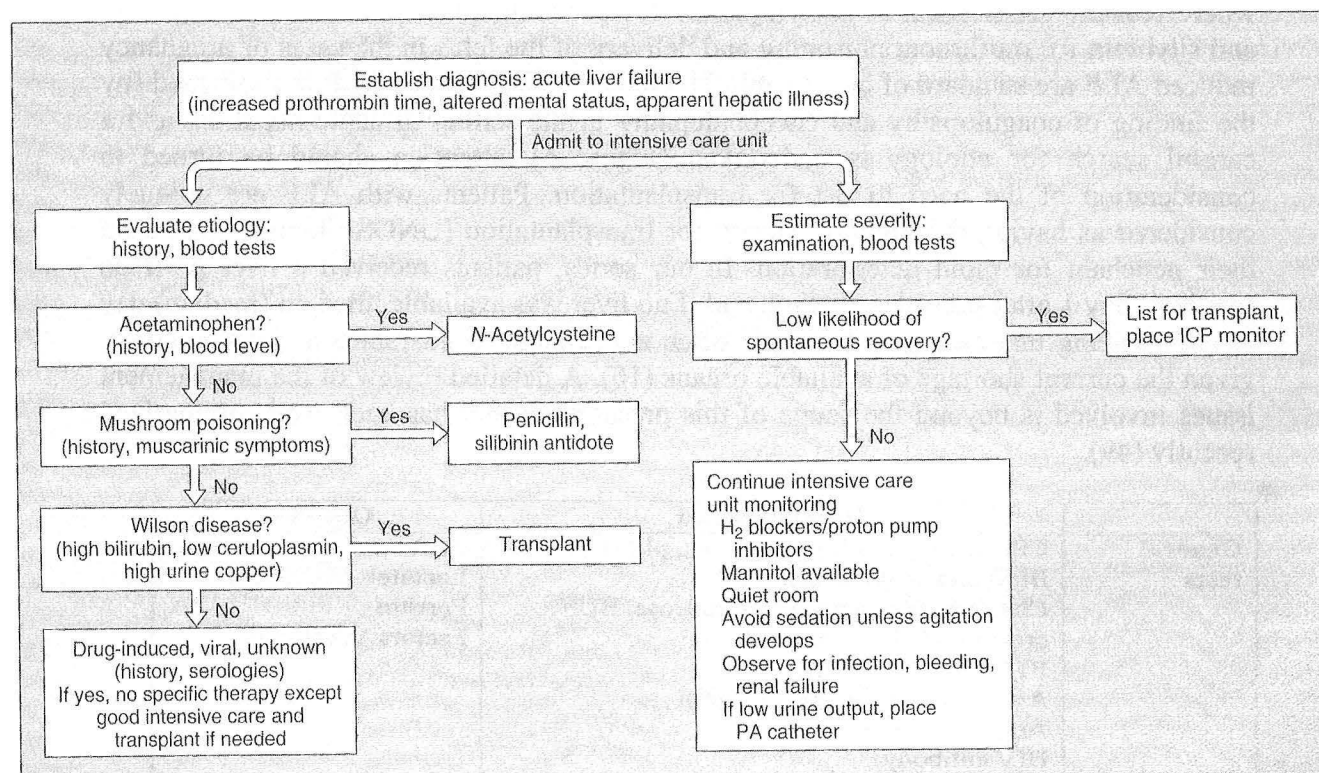 Establish diagnosis: acute liver failure
(increased prothrombin time, altered mental status, apparent hepatic illness)
Admit to intensive care unit
Evaluate etiology:
history, blood tests
Estimate severity:
examination, blood tests
Acetaminophen?
(history, blood level)
Yes
N-Acetylcysteine
No
Mushroom poisoning?
(history, muscarinic symptoms)
Yes
Penicillin,
silibinin antidote
No
Wilson disease?
(high bilirubin, low ceruloplasmin,
high urine copper)
Yes
Transplant
No
Drug-induced, viral, unknown
(history, serologies)
If yes, no specific therapy except
good intensive care and
transplant if needed
Low likelihood of
spontaneous recovery?
Yes
List for transplant,
place ICP monitor
No
Continue intensive care
unit monitoring
H2 blockers/proton pump
inhibitors
Mannitol available
Quiet room
Avoid sedation unless agitation
develops
Observe for infection, bleeding,
renal failure
If low urine output, place
PA catheter